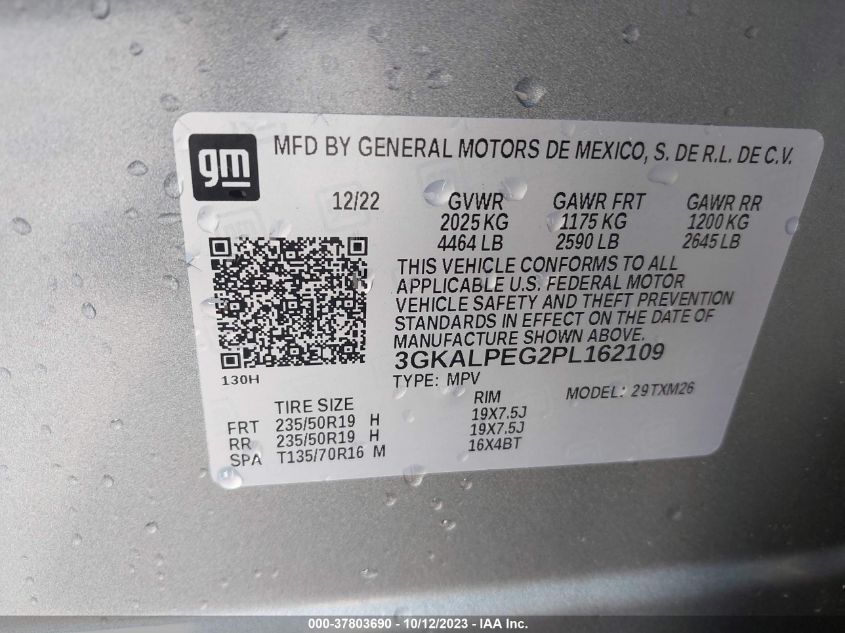 gm
MFD BY GENERAL MOTORS DE MEXICO, S. DE R.L. DE C.V.
12/22 GVWR GAWR FRT GAWR RR
2025 KG 1175 KG 1200 KG
4464 LB 2590 LB 2645 LB
THIS VEHICLE CONFORMS TO ALL
APPLICABLE U.S. FEDERAL MOTOR
VEHICLE SAFETY AND THEFT PREVENTION
STANDARDS IN EFFECT ON THE DATE OF
MANUFACTURE SHOWN ABOVE.
3GKALPEG2PL162109
130H
TYPE: MPV MODEL: 29TXM26
TIRE SIZE RIM
FRT 235/50R19 H 19X7.5J
RR 235/50R19 H 19X7.5J
SPA T135/70R16 M 16X4BT
000-37803690 - 10/12/2023 - IAA Inc.